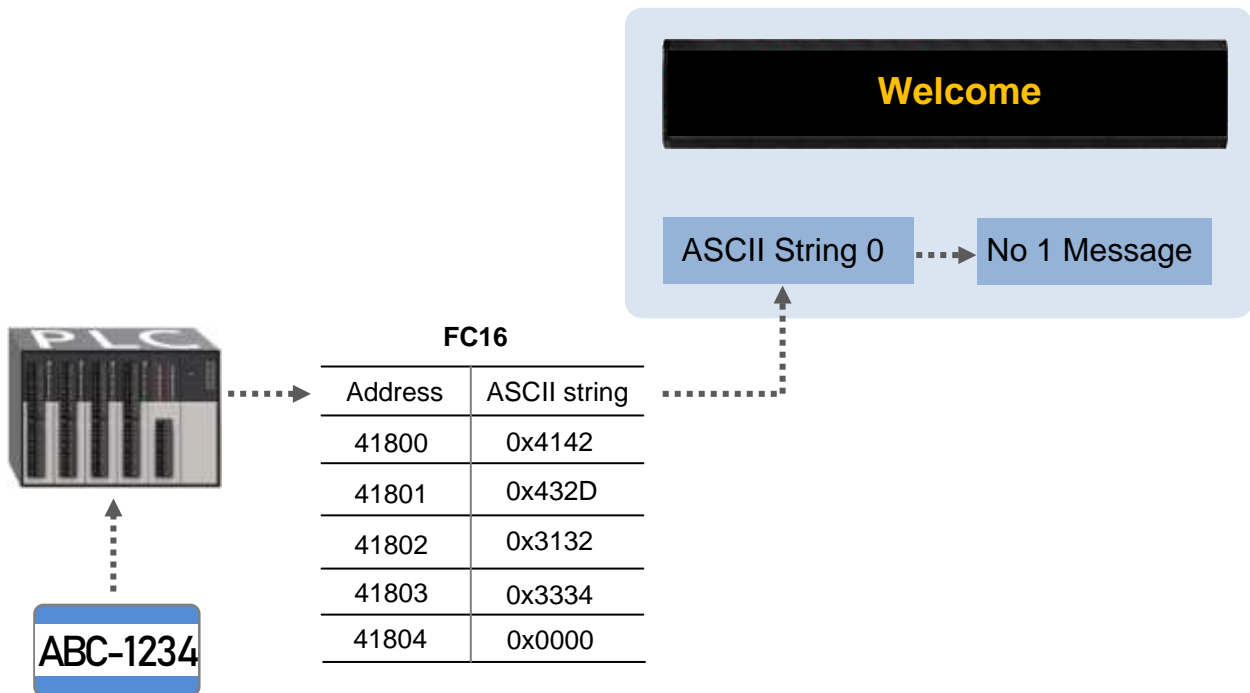 Welcome
ASCII String 0
No 1 Message
PLC
FC16
Address ASCII string
41800 0x4142
41801 0x432D
41802 0x3132
41803 0x3334
41804 0x0000
ABC-1234